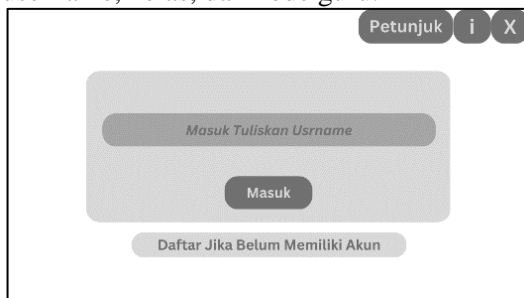 Petunjuk i X
Masuk Tuliskan Usrname
Masuk
Daftar Jika Belum Memiliki Akun